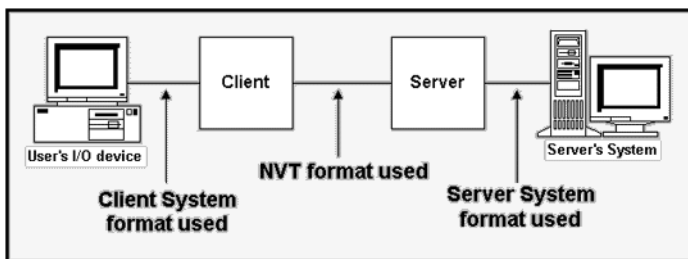 Client
Server
User's I/O device
Server's System
NVT format used
Client System
format used
Server System
format used